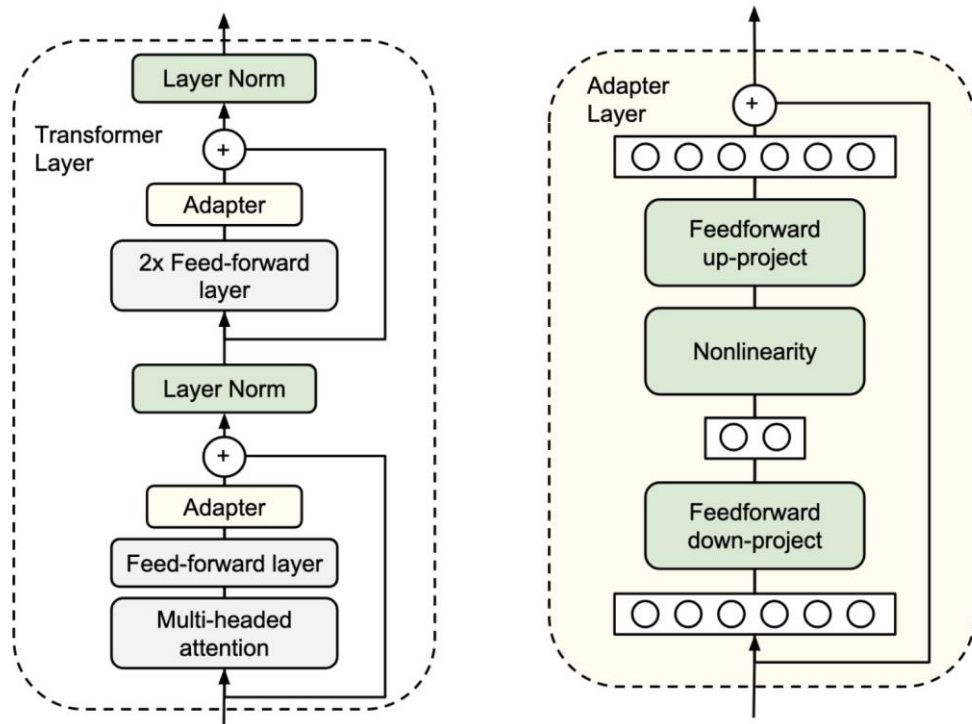 Layer Norm
Transformer
Layer
+
Adapter
2x Feed-forward
layer
Layer Norm
+
Adapter
Feed-forward layer
Multi-headed
attention
Adapter
Layer
+
Feedforward
up-project
Nonlinearity
Feedforward
down-project